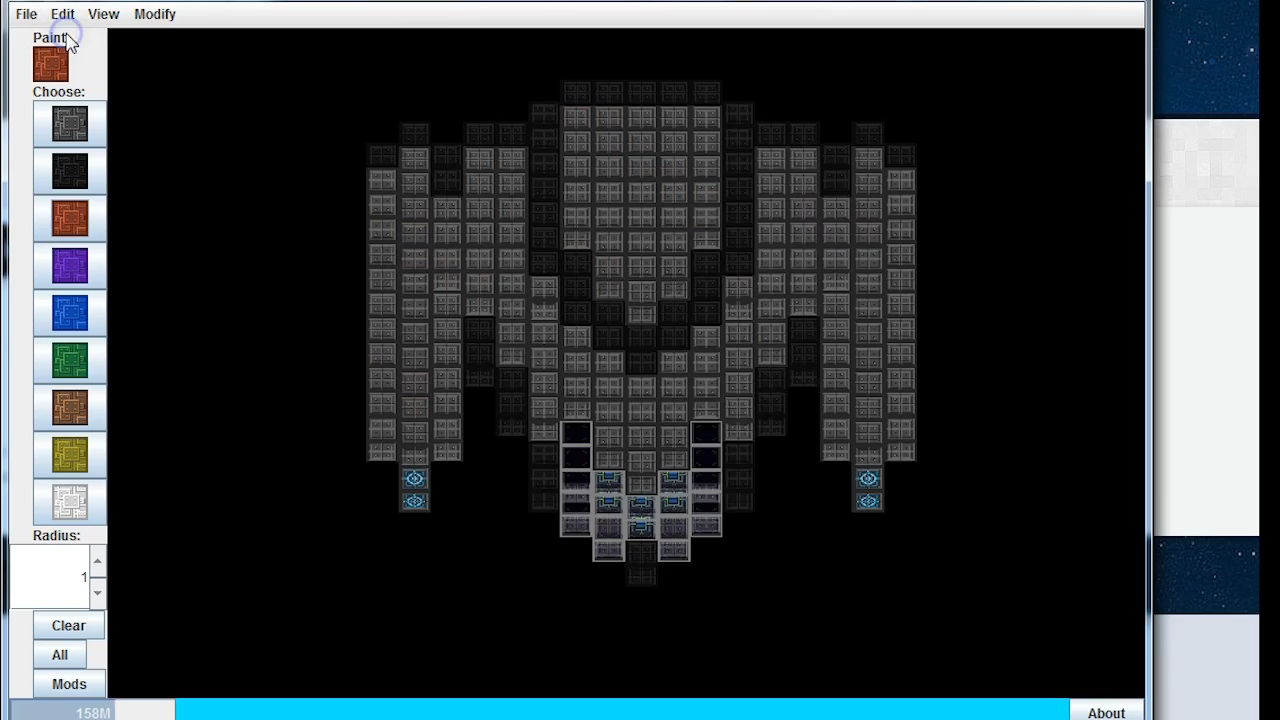 File Edit View Modify
Paint
Choose:
Radius:
1
Clear
All
Mods
158M
About